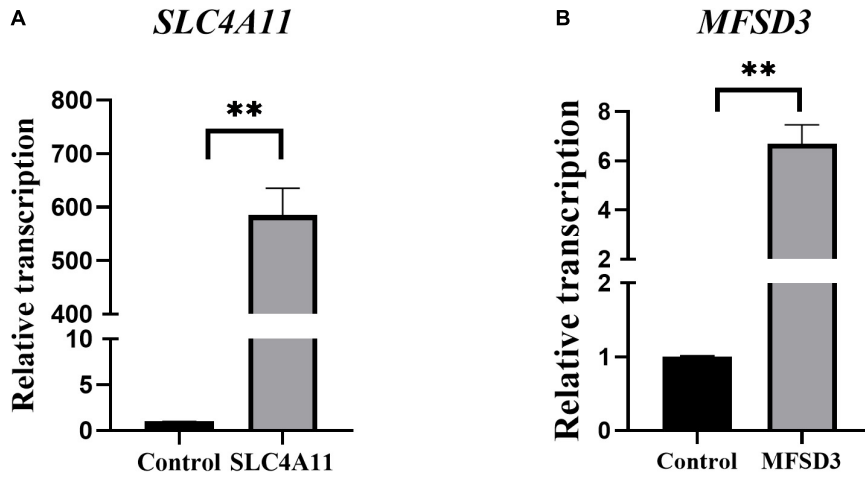 A
SLC4A11
Relative transcription
800
700
600
500
400
10
5
0
**
Control SLC4A11
B
MFSD3
Relative transcription
8
6
4
2
2
1
0
**
Control MFSD3